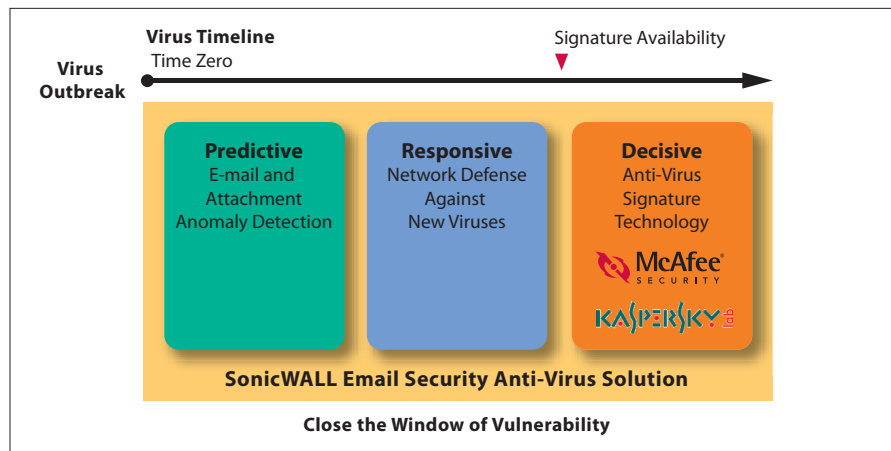 Virus Timeline
Time Zero
Signature Availability
Virus
Outbreak
Predictive
E-mail and
Attachment
Anomaly Detection
Responsive
Network Defense
Against
New Viruses
Decisive
Anti-Virus
Signature
Technology
McAfee®
SECURITY
KASPERSKY lab
SonicWALL Email Security Anti-Virus Solution
Close the Window of Vulnerability